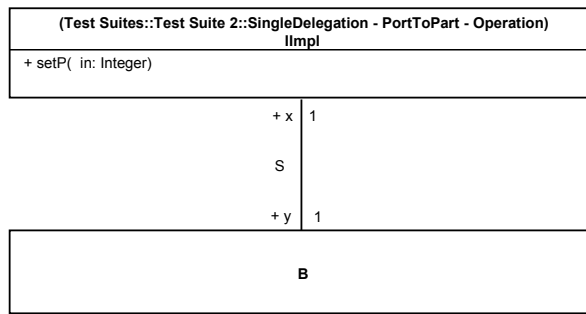 (Test Suites::Test Suite 2::SingleDelegation - PortToPart - Operation)
IImpl
+ setP( in: Integer)
+ x 1
S
+ y 1
B